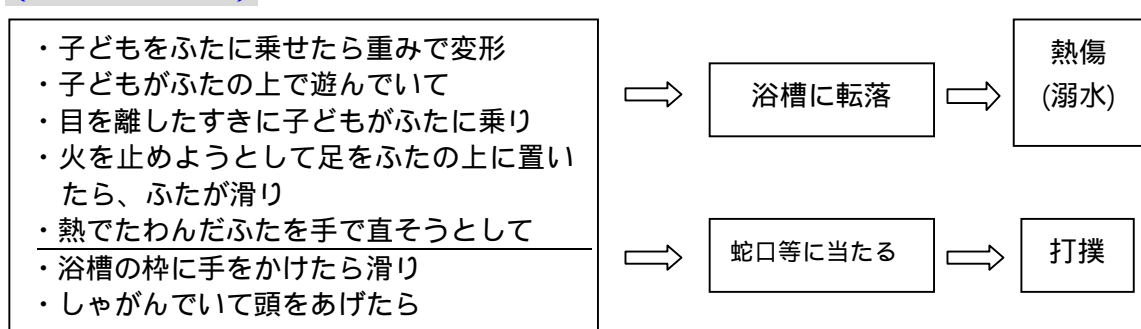 ・子どもをふたに乗せたら重みで変形
・子どもがふたの上で遊んでいて
・目を離したすきに子どもがふたに乗り
・火を止めようとして足をふたの上に置い
たら、ふたが滑り
・熱でたわんだふたを手で直そうとして
・浴槽の枠に手をかけたら滑り
・しゃがんでいて頭をあげたら
浴槽に転落
熱傷
(溺水)
蛇口等に当たる
打撲